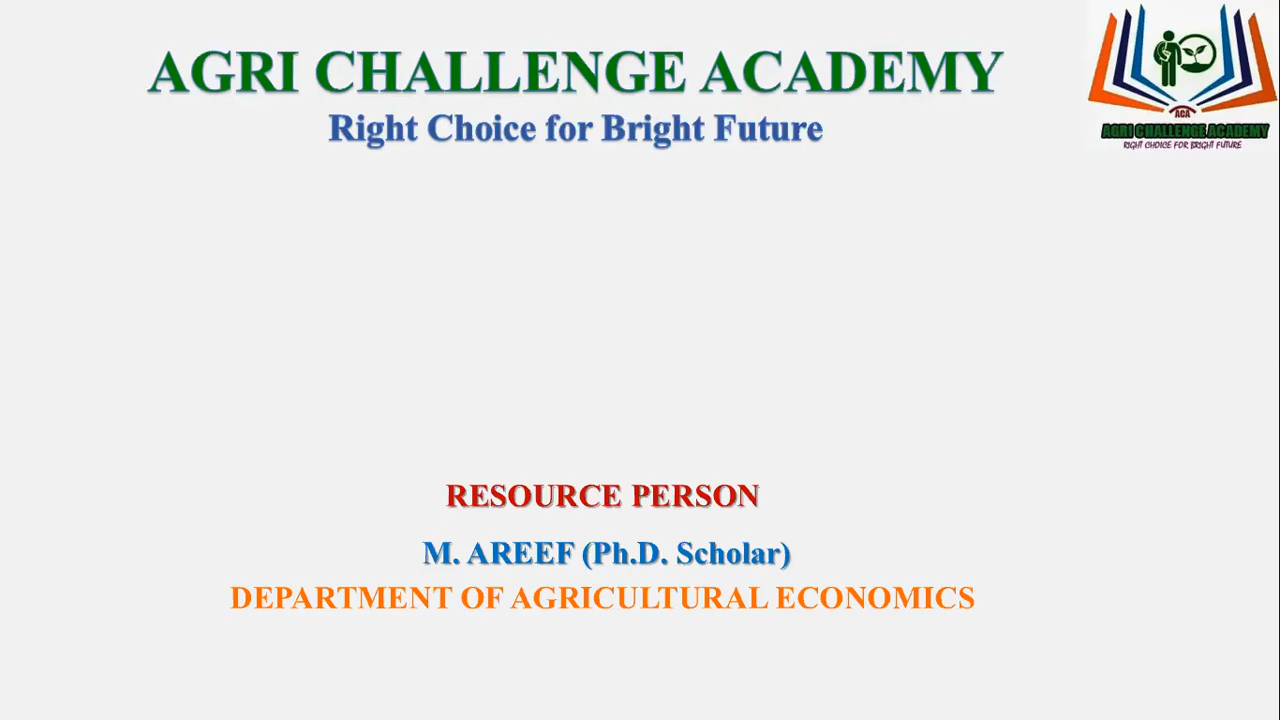 AGRI CHALLENGE ACADEMY
Right Choice for Bright Future
ACA
AGRI CHALLENGE ACADEMY
RIGHT CHOICE FOR BRIGHT FUTURE
RESOURCE PERSON
M. AREEF (Ph.D. Scholar)
DEPARTMENT OF AGRICULTURAL ECONOMICS